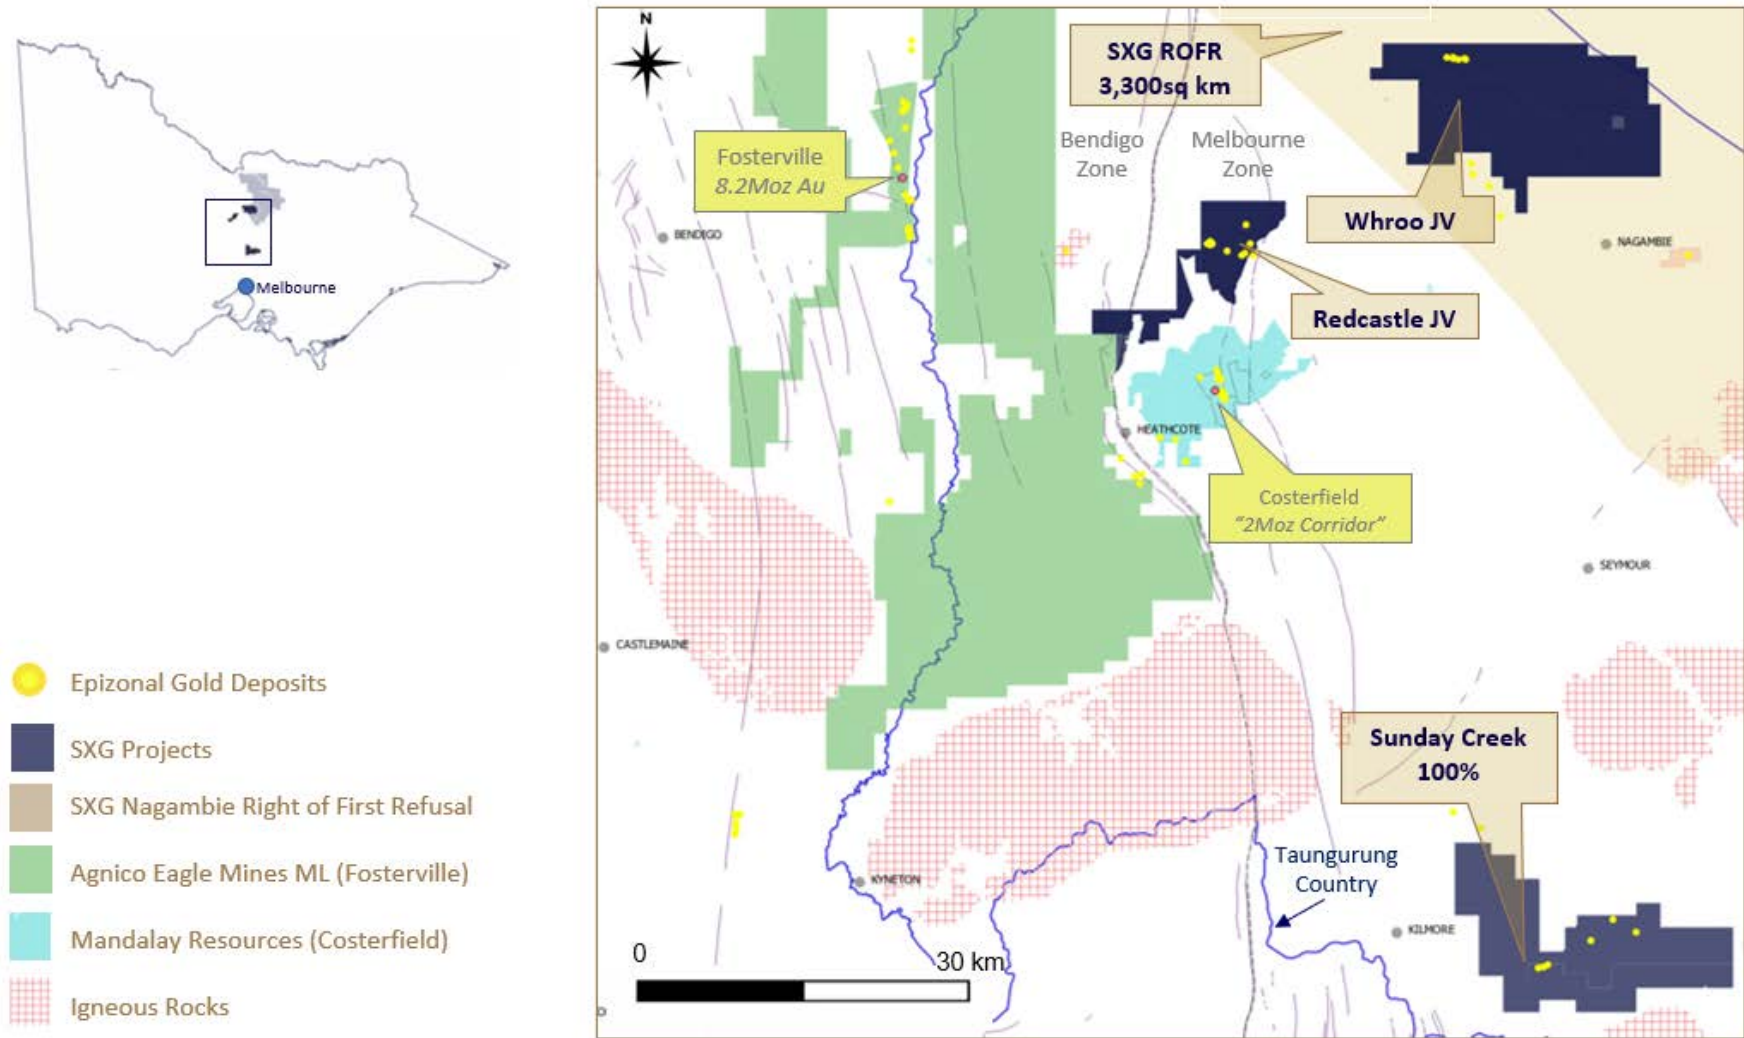 Melbourne
Epizonal Gold Deposits
SXG Projects
SXG Nagambie Right of First Refusal
Agnico Eagle Mines ML (Fosterville)
Mandalay Resources (Costerfield)
Igneous Rocks
N
SXG ROFR
3,300sq km
Bendigo
Zone
Melbourne
Zone
Fosterville
8.2Moz Au
Whroo JV
BENDIGO
NAGAMBIE
Redcastle JV
HEATHCOTE
Costerfield
"2Moz Corridor"
SEYMOUR
CASTLEMAINE
Sunday Creek
100%
Taungurung
Country
KYNETON
KILMORE
0
30 km